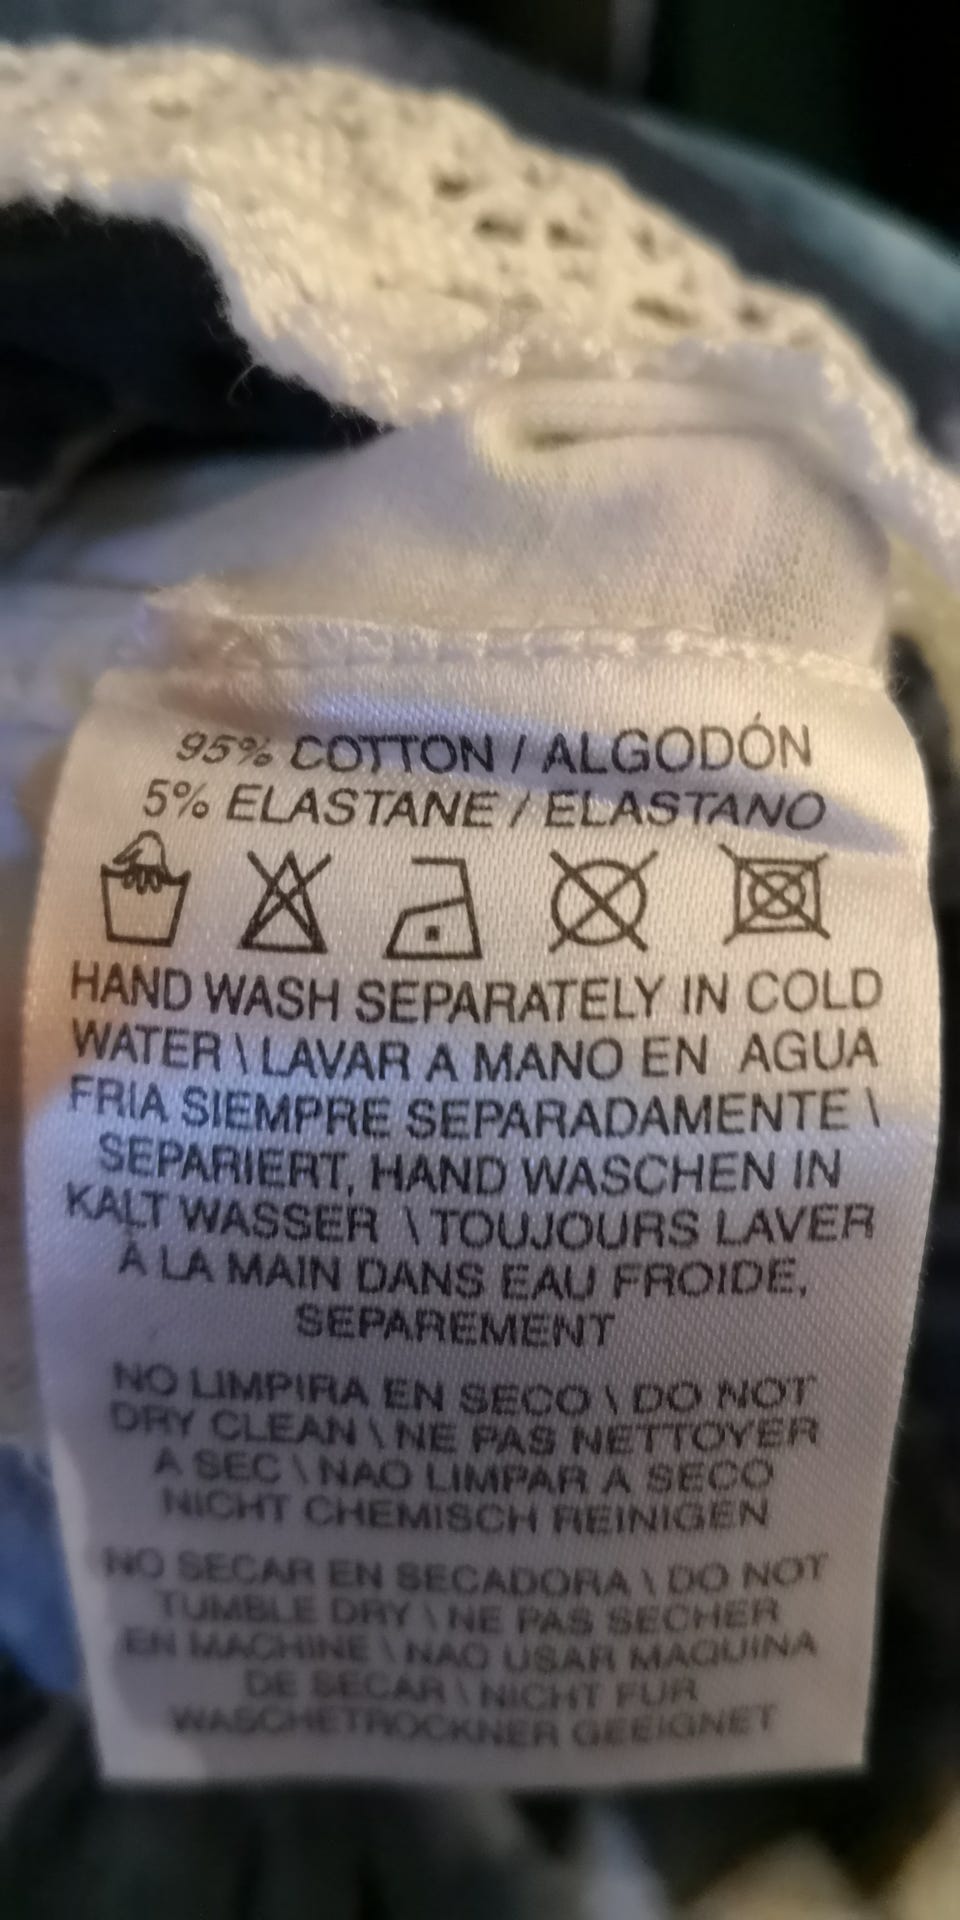 95% COTTON / ALGODÓN
5% ELASTANE / ELASTANO
HAND WASH SEPARATELY IN COLD
WATER \ LAVAR A MANO EN AGUA
FRIA SIEMPRE SEPARADAMENTE \
SEPARIERT, HAND WASCHEN IN
KALT WASSER \ TOUJOURS LAVER
À LA MAIN DANS EAU FROIDE,
SEPAREMENT
NO LIMPIRA EN SECO \ DO NOT
DRY CLEAN \ NE PAS NETTOYER
A SEC \ NAO LIMPAR A SECO
NICHT CHEMISCH REINIGEN
NO SECAR EN SECADORA \ DO NOT
TUMBLE DRY \ NE PAS SECHER
EN MACHINE \ NAO USAR MAQUINA
DE SECAR \ NICHT FUR
WASCHETROCKNER GEEIGNET